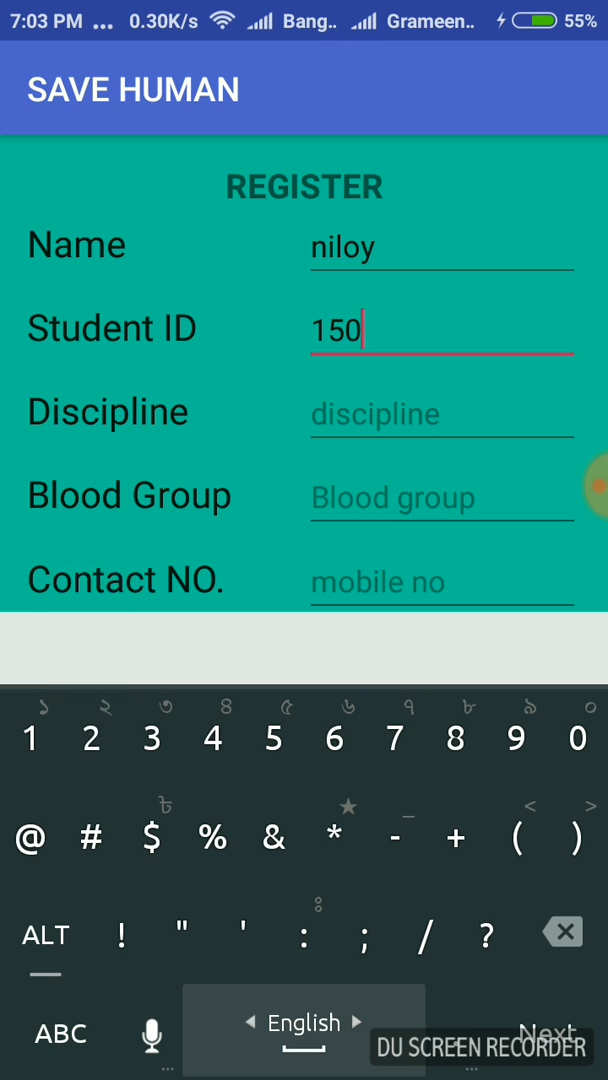 7:03 PM ... 0.30K/s Bang.. Grameen.. 55%
SAVE HUMAN
REGISTER
Name niloy
Student ID 150
Discipline discipline
Blood Group Blood group
Contact NO. mobile no
১ ২ ৩ ৪ ৫ ৬ ৭ ৮ ৯ ০
1 2 3 4 5 6 7 8 9 0
৳ ★ _ < >
@ # $ % & * - + ( )
ঃ
ALT ! " ' : ; / ?
ABC English Next
DU SCREEN RECORDER